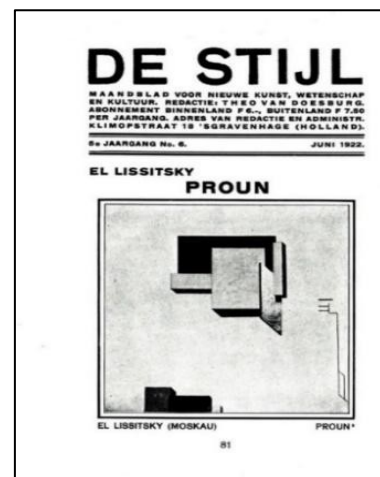 DE STIJL
MAANDBLAD VOOR NIEUWE KUNST, WETENSCHAP
EN KULTUUR. REDACTIE: THEO VAN DOESBURG.
ABONNEMENT BINNENLAND F 6.-, BUITENLAND F 7.50
PER JAARGANG. ADRES VAN REDACTIE EN ADMINISTR.
KLIMOPSTRAAT 18 'SGRAVENHAGE (HOLLAND).
5e JAARGANG No. 6. JUNI 1922.
EL LISSITSKY
PROUN
EL LISSITSKY (MOSKAU) PROUN*
81